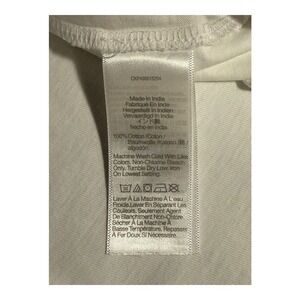 Made in India
Fabriqué En Inde
Hergestellt In Indien
Vervaardigd in India
インド製
hecho en India
100% Cotton /Coton /
Baumwolle /Katoen /綿
algodón
Machine Wash Cold With Like
Colors. Non-Chlorine Bleach
Only. Tumble Dry Low. Iron
on Lowest Setting.
Laver À La Machine À L'eau
Froide. Laver En Séparant Les
Couleurs. Seulement Agent
De Blanchiment Non-Chlore.
Sécher À La Machine À
Basse Température. Repasser
À Fer Doux Si Nécessaire.